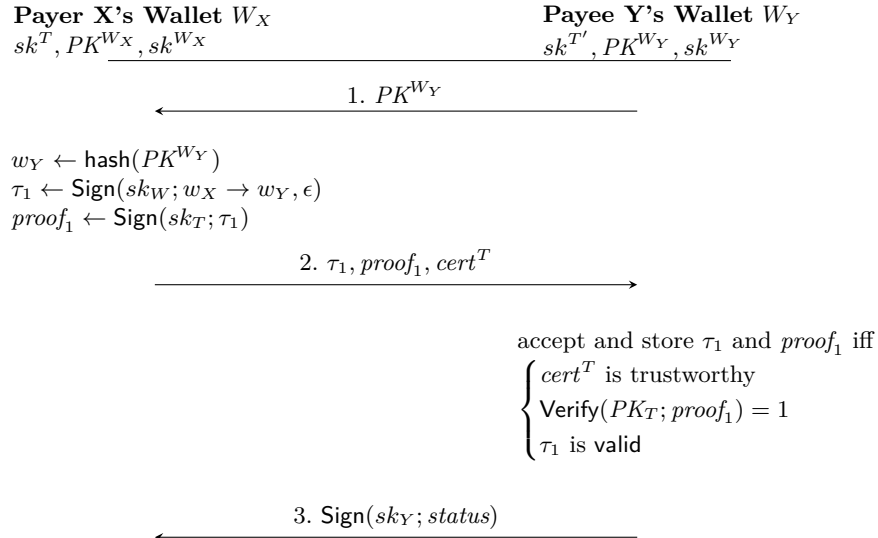 Payer X's Wallet W_X Payee Y's Wallet W_Y
sk^T, PK^{W_X}, sk^{W_X} sk^{T'}, PK^{W_Y}, sk^{W_Y}
1. PK^{W_Y}
w_Y ← hash(PK^{W_Y})
τ_1 ← Sign(sk_W; w_X → w_Y, ϵ)
proof_1 ← Sign(sk_T; τ_1)
2. τ_1, proof_1, cert^T
accept and store τ_1 and proof_1 iff
cert^T is trustworthy
Verify(PK_T; proof_1) = 1
τ_1 is valid
3. Sign(sk_Y; status)